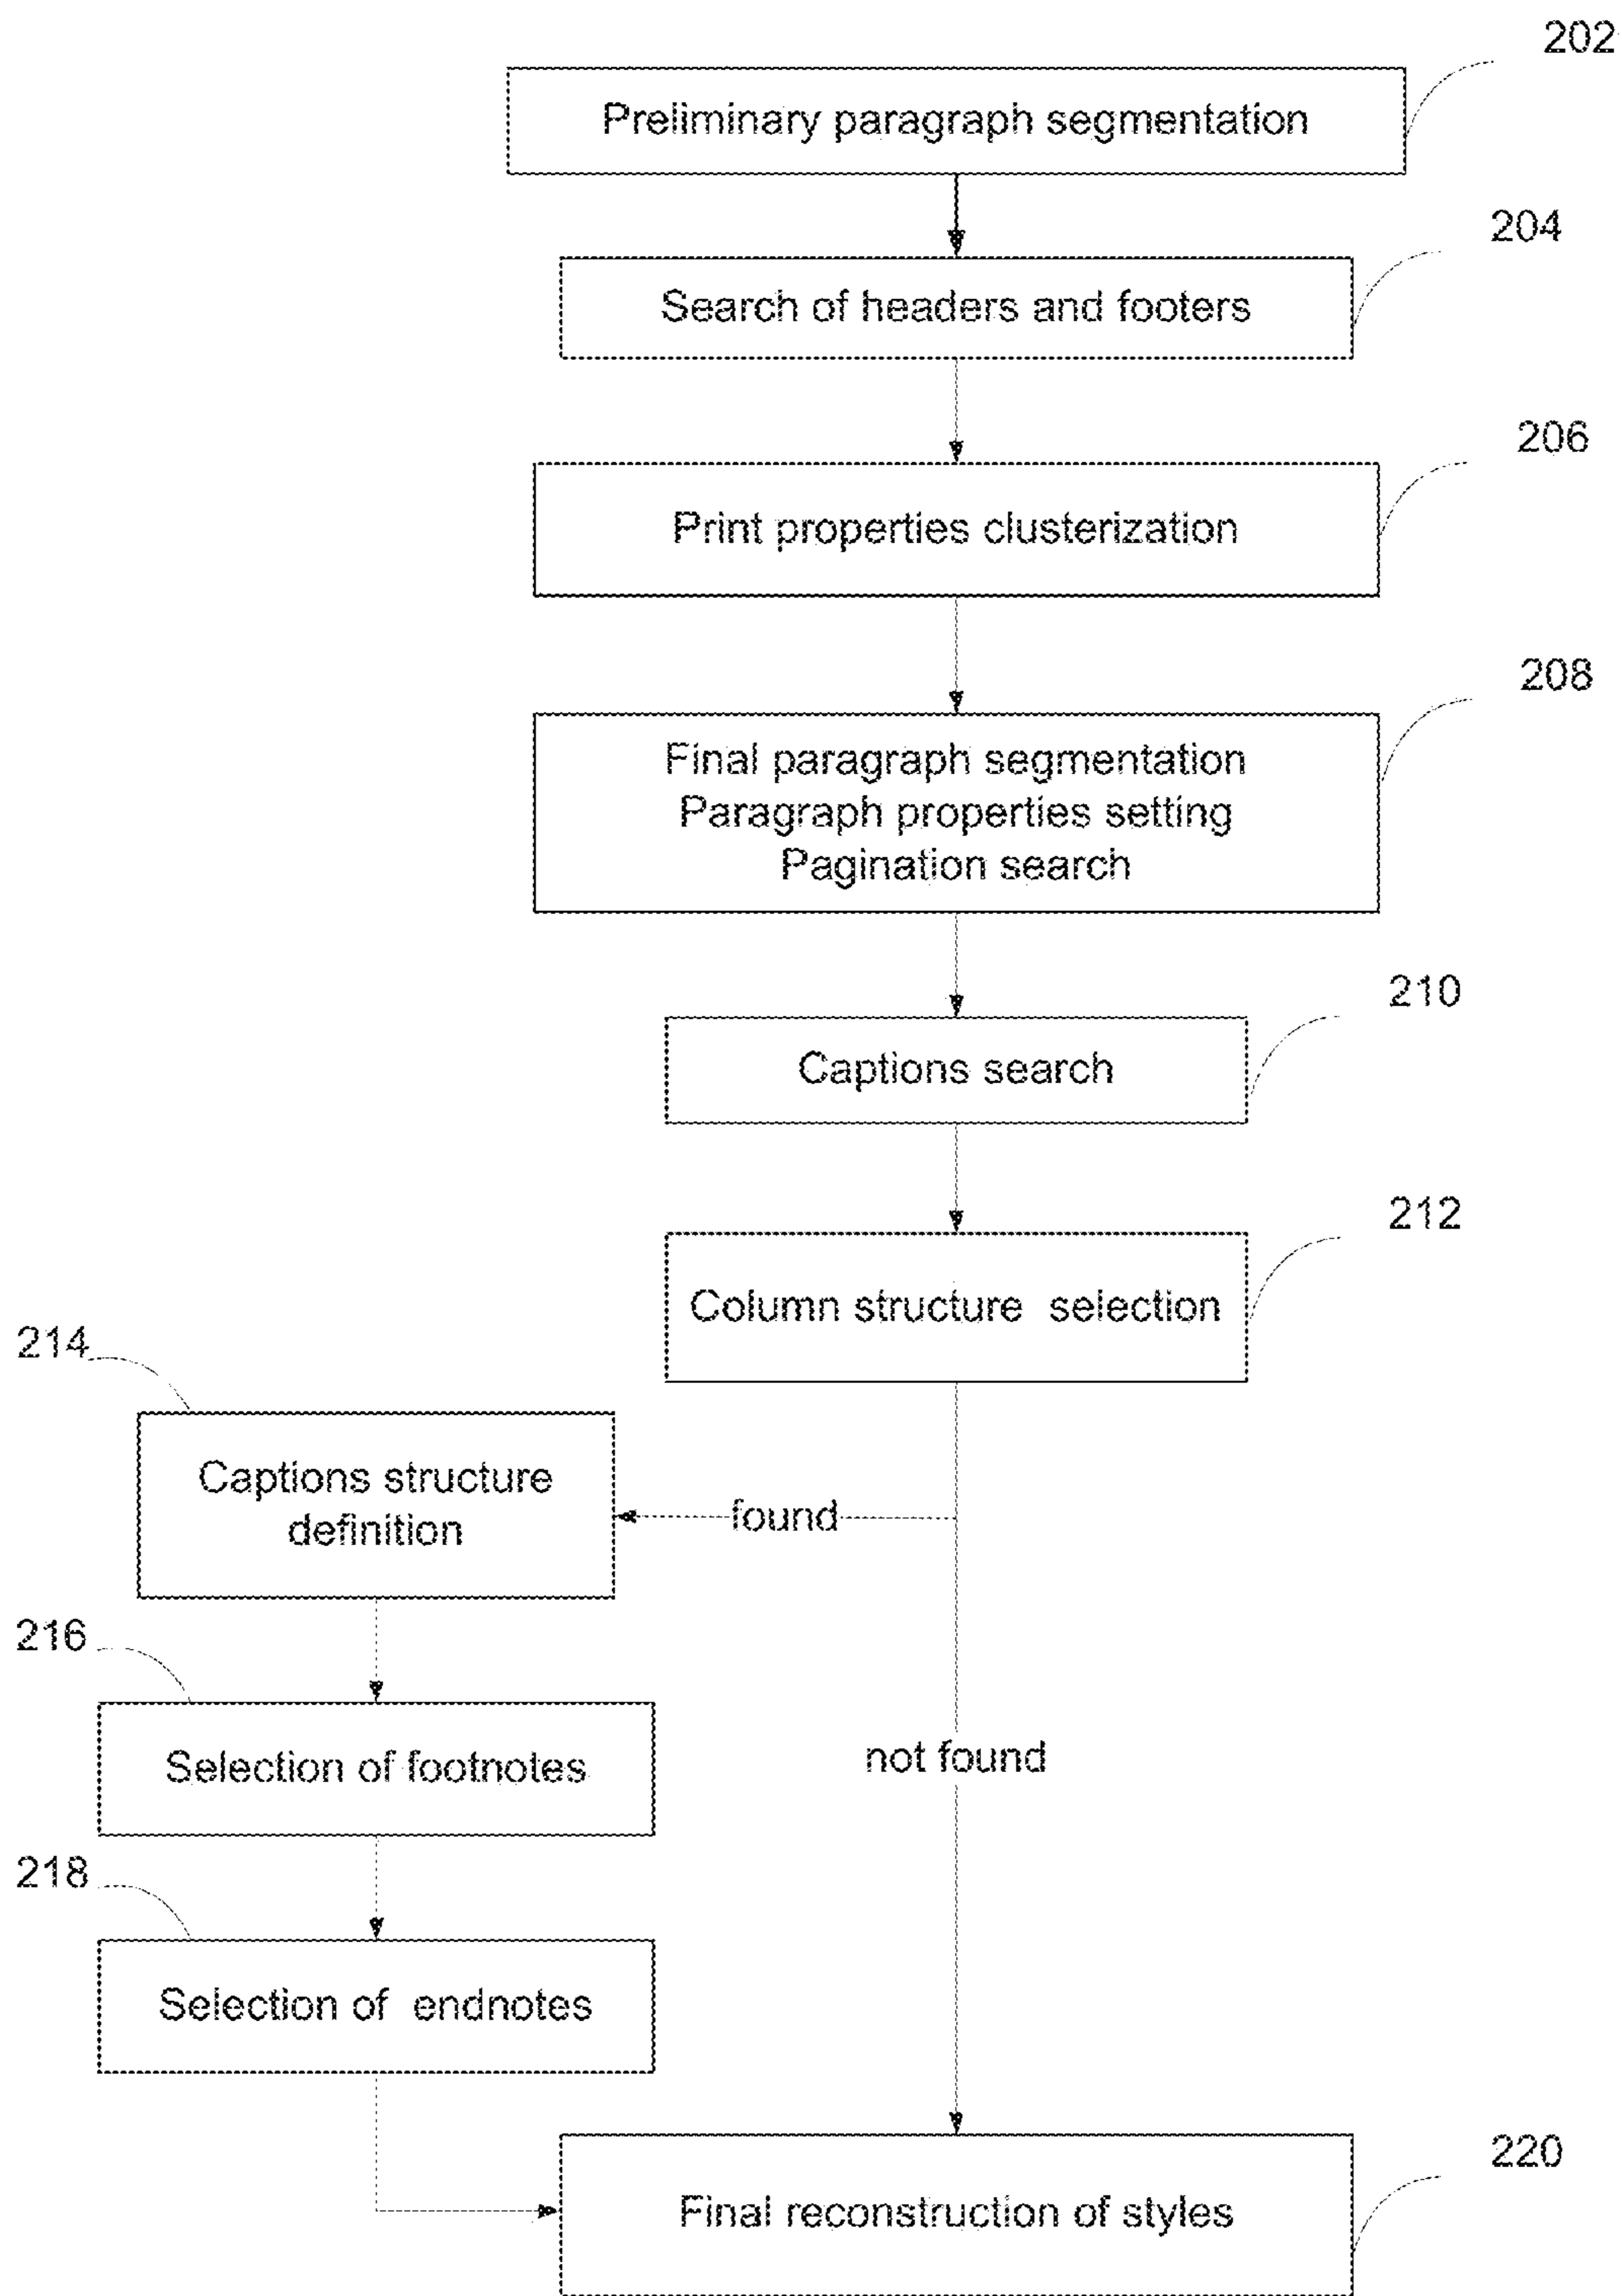 202
Preliminary paragraph segmentation
204
Search of headers and footers
206
Print properties clusterization
208
Final paragraph segmentation
Paragraph properties setting
Pagination search
210
Captions search
212
Column structure selection
214
Captions structure
definition
found
216
Selection of footnotes
not found
218
Selection of endnotes
220
Final reconstruction of styles